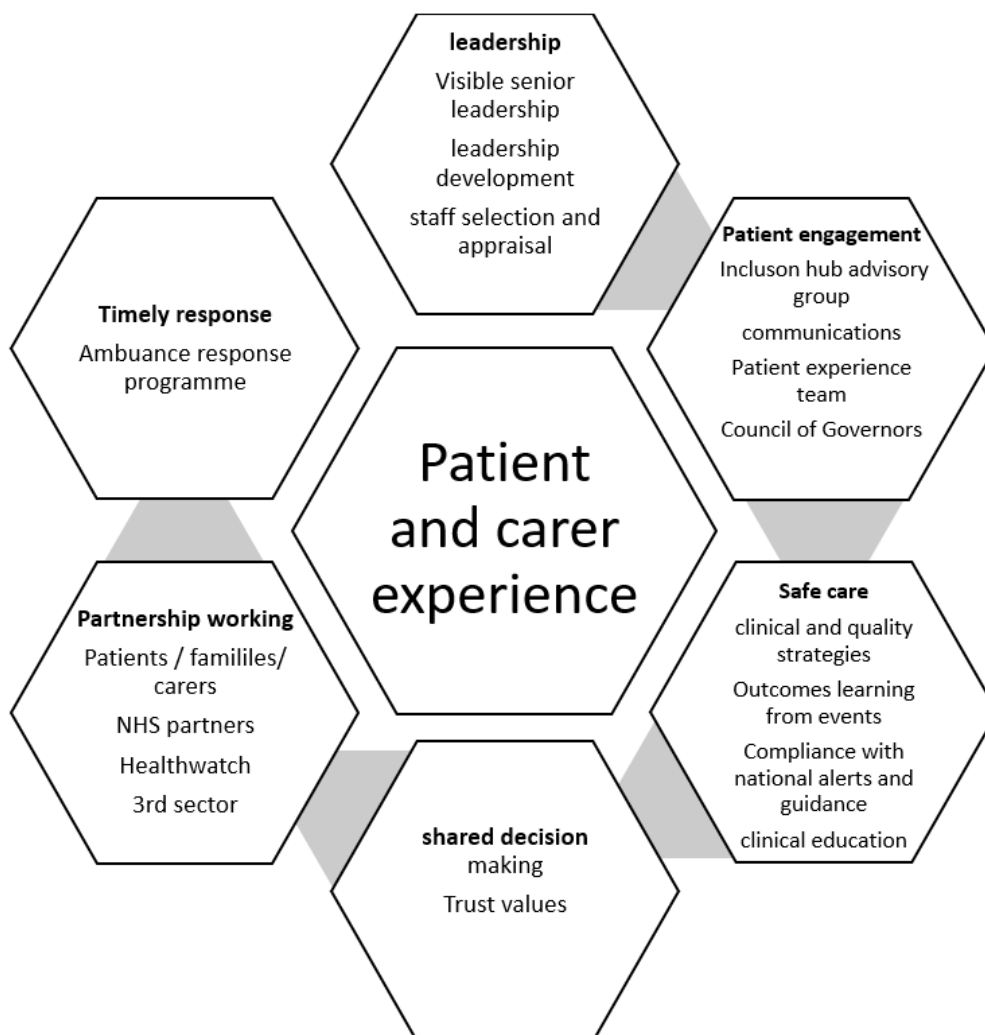 leadership
Visible senior
leadership
leadership
development
staff selection and
appraisal
Patient engagement
Incluson hub advisory
group
communications
Patient experience
team
Council of Governors
Safe care
clinical and quality
strategies
Outcomes learning
from events
Compliance with
national alerts and
guidance
clinical education
shared decision
making
Trust values
Partnership working
Patients / famililes/
carers
NHS partners
Healthwatch
3rd sector
Timely response
Ambuance response
programme
Patient
and carer
experience